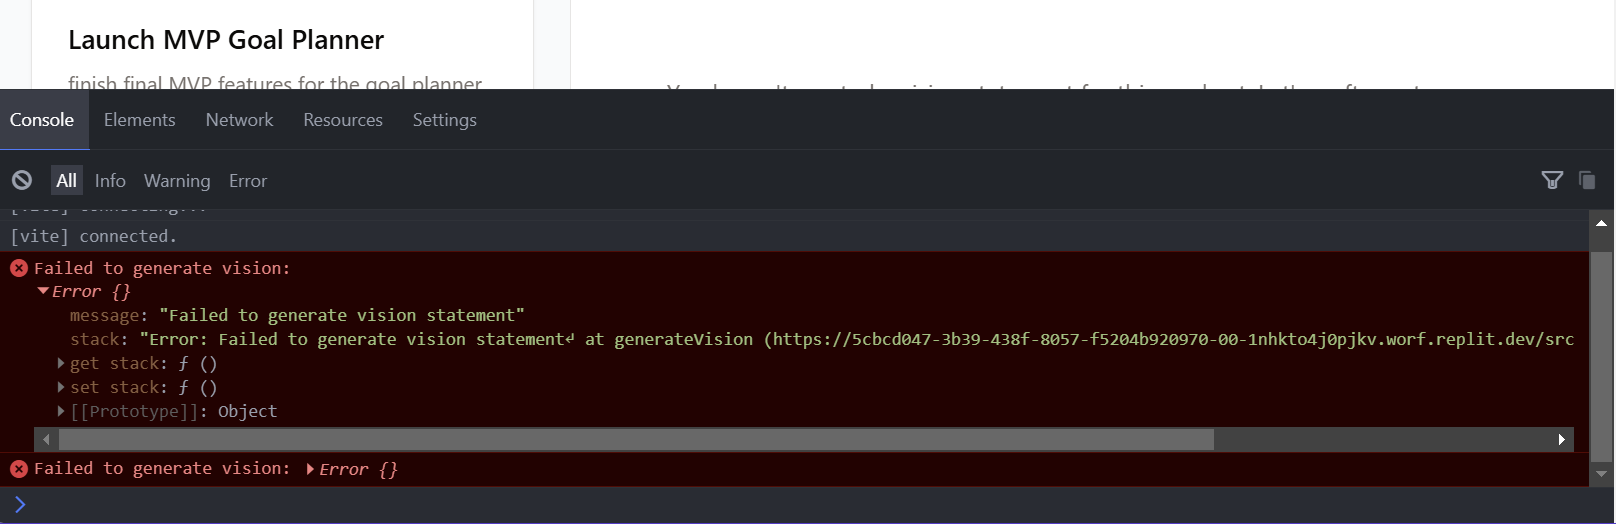 Launch MVP Goal Planner
finish final MVP features for the goal planner
Console Elements Network Resources Settings
All Info Warning Error
[vite] connecting...
[vite] connected.
Failed to generate vision:
Error {}
message: "Failed to generate vision statement"
stack: "Error: Failed to generate vision statement↵ at generateVision (https://5cbcd047-3b39-438f-8057-f5204b920970-00-1nhkto4j0pjkv.worf.replit.dev/src
get stack: ƒ ()
set stack: ƒ ()
[[Prototype]]: Object
Failed to generate vision: Error {}